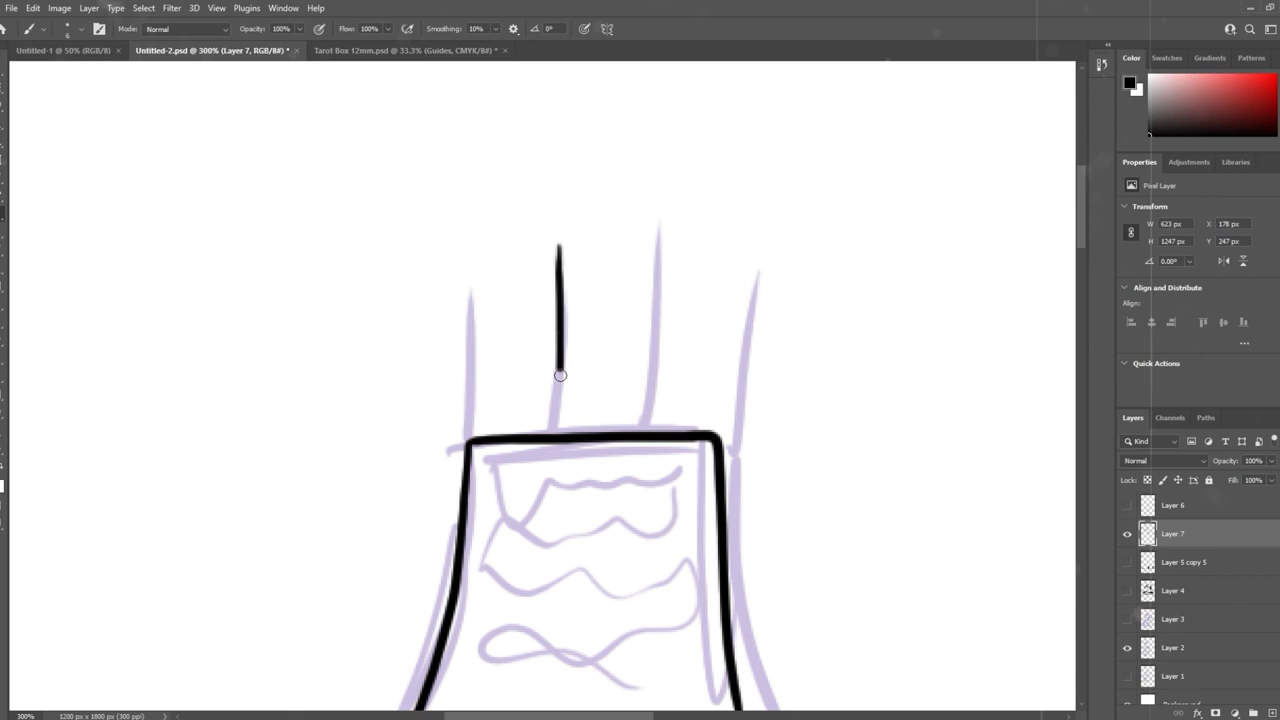 File Edit Image Layer Type Select Filter 3D View Plugins Window Help
6 Mode: Normal Opacity: 100% Flow: 100% Smoothing: 10% 0°
Untitled-1 @ 50% (RGB/8) × Untitled-2.psd @ 300% (Layer 7, RGB/8#) * × Tarot Box 12mm.psd @ 33.3% (Guides, CMYK/8#) * ×
Color Swatches Gradients Patterns
Properties Adjustments Libraries
Pixel Layer
Transform
W 623 px X 178 px
H 1247 px Y 247 px
0.00°
Align and Distribute
Align:
Quick Actions
Layers Channels Paths
Kind
Normal Opacity: 100%
Lock: Fill: 100%
Layer 6
Layer 7
Layer 5 copy 5
Layer 4
Layer 3
Layer 2
Layer 1
Background
300% 1200 px x 1800 px (300 ppi)